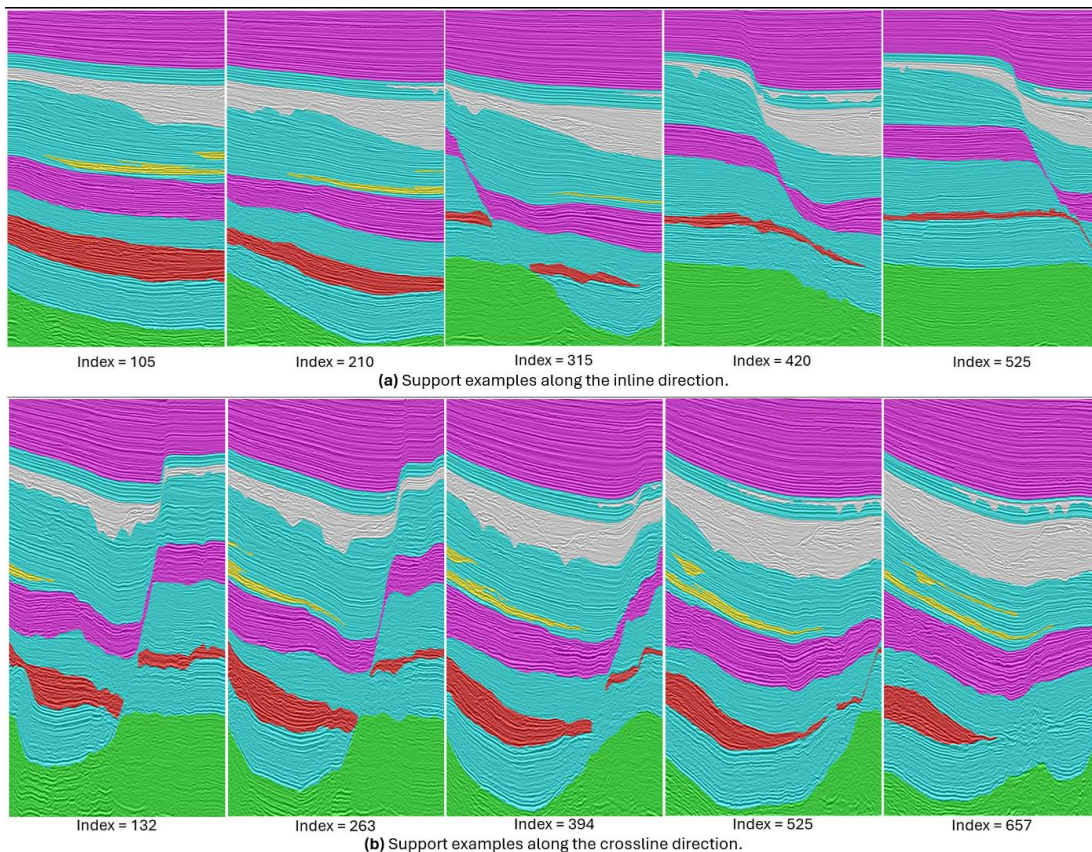 Index = 105 Index = 210 Index = 315 Index = 420 Index = 525
(a) Support examples along the inline direction.
Index = 132 Index = 263 Index = 394 Index = 525 Index = 657
(b) Support examples along the crossline direction.